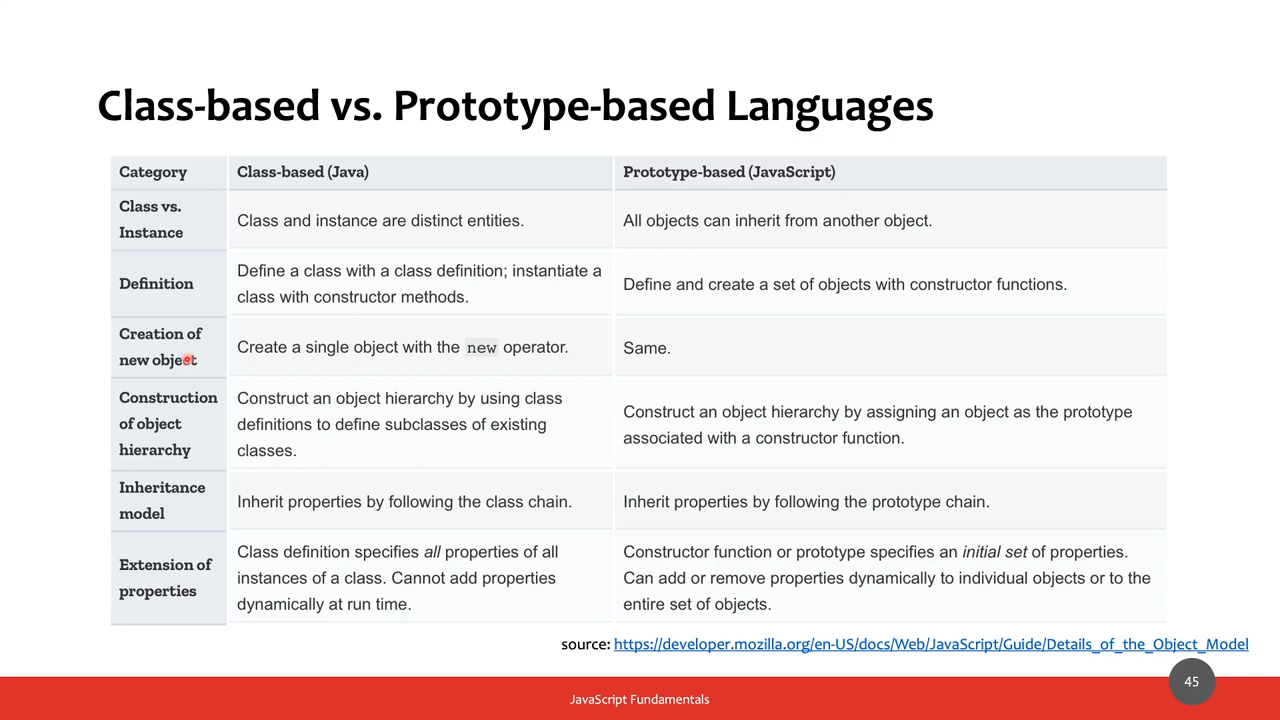 Class-based vs. Prototype-based Languages
Category
Class-based (Java)
Prototype-based (JavaScript)
Class vs.
Instance
Class and instance are distinct entities.
All objects can inherit from another object.
Definition
Define a class with a class definition; instantiate a
class with constructor methods.
Define and create a set of objects with constructor functions.
Creation of
new object
Create a single object with the new operator.
Same.
Construction
of object
hierarchy
Construct an object hierarchy by using class
definitions to define subclasses of existing
classes.
Construct an object hierarchy by assigning an object as the prototype
associated with a constructor function.
Inheritance
model
Inherit properties by following the class chain.
Inherit properties by following the prototype chain.
Extension of
properties
Class definition specifies all properties of all
instances of a class. Cannot add properties
dynamically at run time.
Constructor function or prototype specifies an initial set of properties.
Can add or remove properties dynamically to individual objects or to the
entire set of objects.
source: https://developer.mozilla.org/en-US/docs/Web/JavaScript/Guide/Details_of_the_Object_Model
45
JavaScript Fundamentals